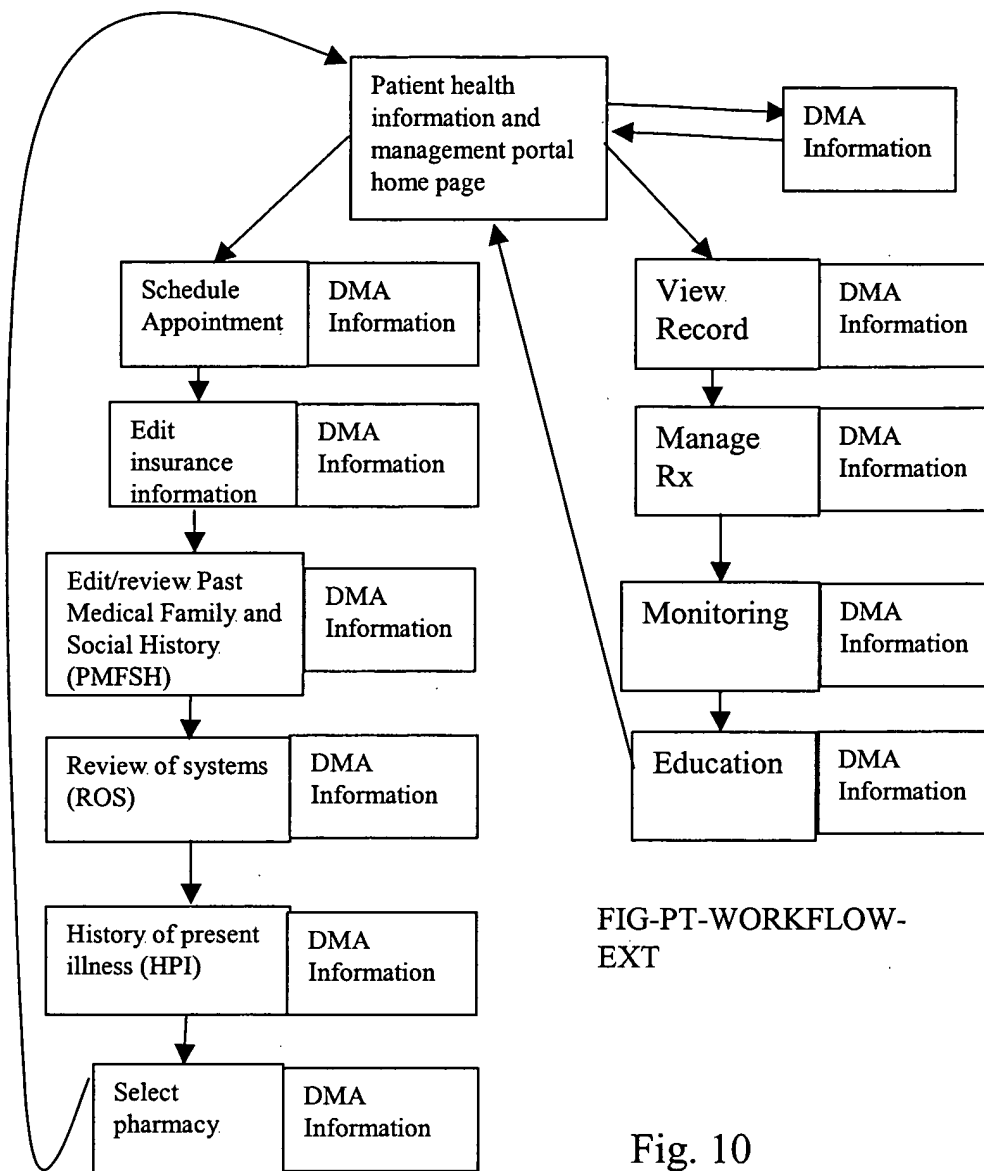 Patient health
information and
management portal
home page
DMA
Information
Schedule
Appointment
DMA
Information
Edit
insurance
information
DMA
Information
Edit/review Past
Medical Family and
Social History
(PMFSH)
DMA
Information
Review of systems
(ROS)
DMA
Information
History of present
illness (HPI)
DMA
Information
Select
pharmacy
DMA
Information
View
Record
DMA
Information
Manage
Rx
DMA
Information
Monitoring
DMA
Information
Education
DMA
Information
FIG-PT-WORKFLOW-
EXT
Fig. 10